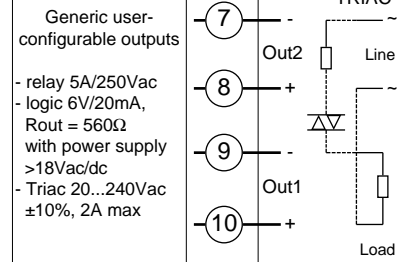 Generic user-
configurable outputs
- relay 5A/250Vac
- logic 6V/20mA,
Rout = 560Ω
with power supply
>18Vac/dc
- Triac 20...240Vac
±10%, 2A max
7 -
Out2
8 +
9 -
Out1
10 +
TRIAC
~
Line
~
Load